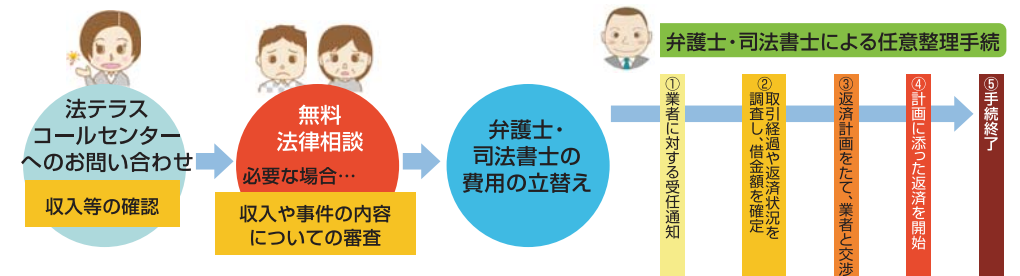 法テラス
コールセンター
へのお問い合わせ
収入等の確認
無料
法律相談
必要な場合…
収入や事件の内容
についての審査
弁護士・
司法書士の
費用の立替え
弁護士・司法書士による任意整理手続
①業者に対する受任通知
②取引経過や返済状況を
調査し、借金額を確定
③返済計画をたて、業者と交渉
④計画に添った返済を開始
⑤手続終了